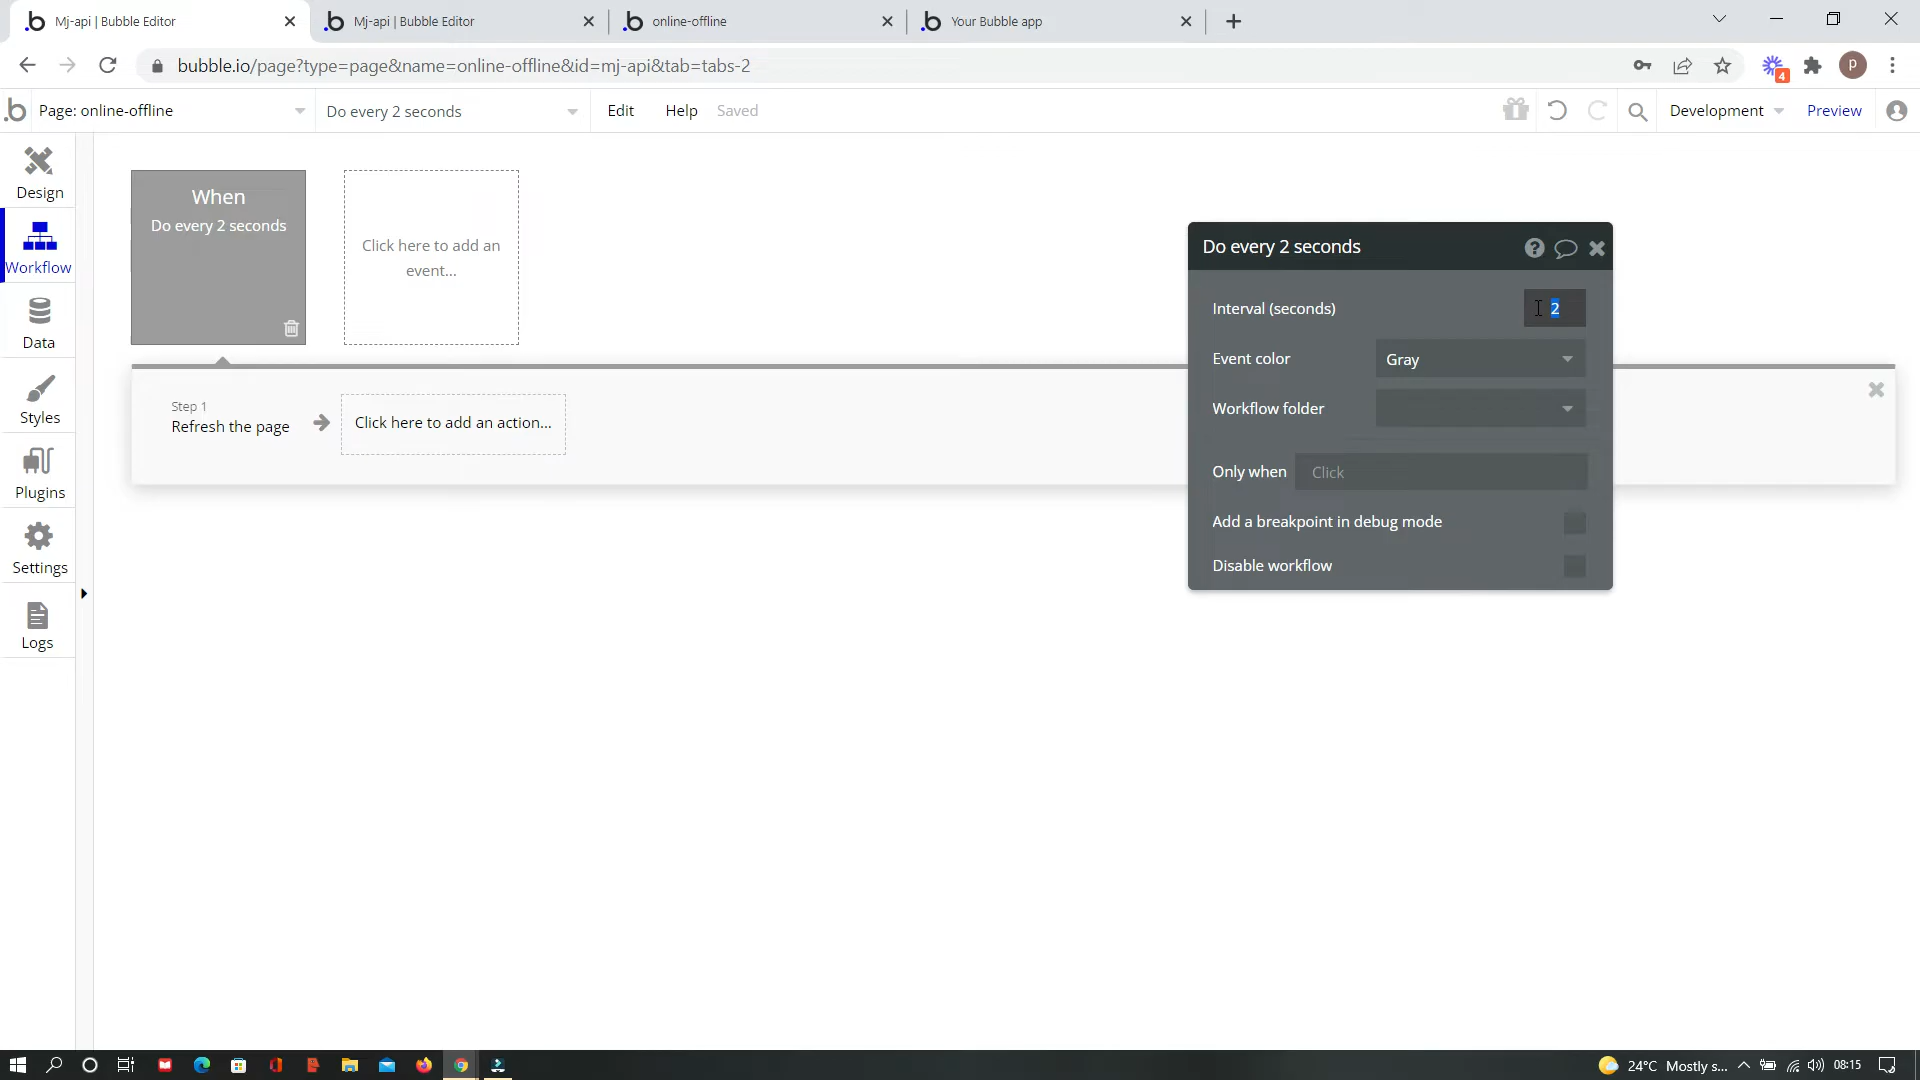 Mj-api | Bubble Editor
Mj-api | Bubble Editor
online-offline
Your Bubble app
bubble.io/page?type=page&name=online-offline&id=mj-api&tab=tabs-2
4
P
Page: online-offline
Do every 2 seconds
Edit
Help
Saved
Development
Preview
Design
Workflow
Data
Styles
Plugins
Settings
Logs
When
Do every 2 seconds
Click here to add an
event...
Step 1
Refresh the page
Click here to add an action...
Do every 2 seconds
Interval (seconds)
2
Event color
Gray
Workflow folder
Only when
Click
Add a breakpoint in debug mode
Disable workflow
24°C Mostly s...
08:15